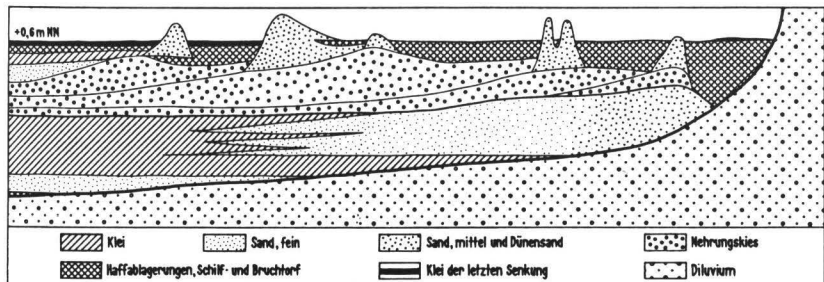 +0,6 m NN
Klei
Sand, fein
Sand, mittel und Dünensand
Nehrungskies
Haffablagerungen, Schilf- und Bruchtorf
Klei der letzten Senkung
Diluvium